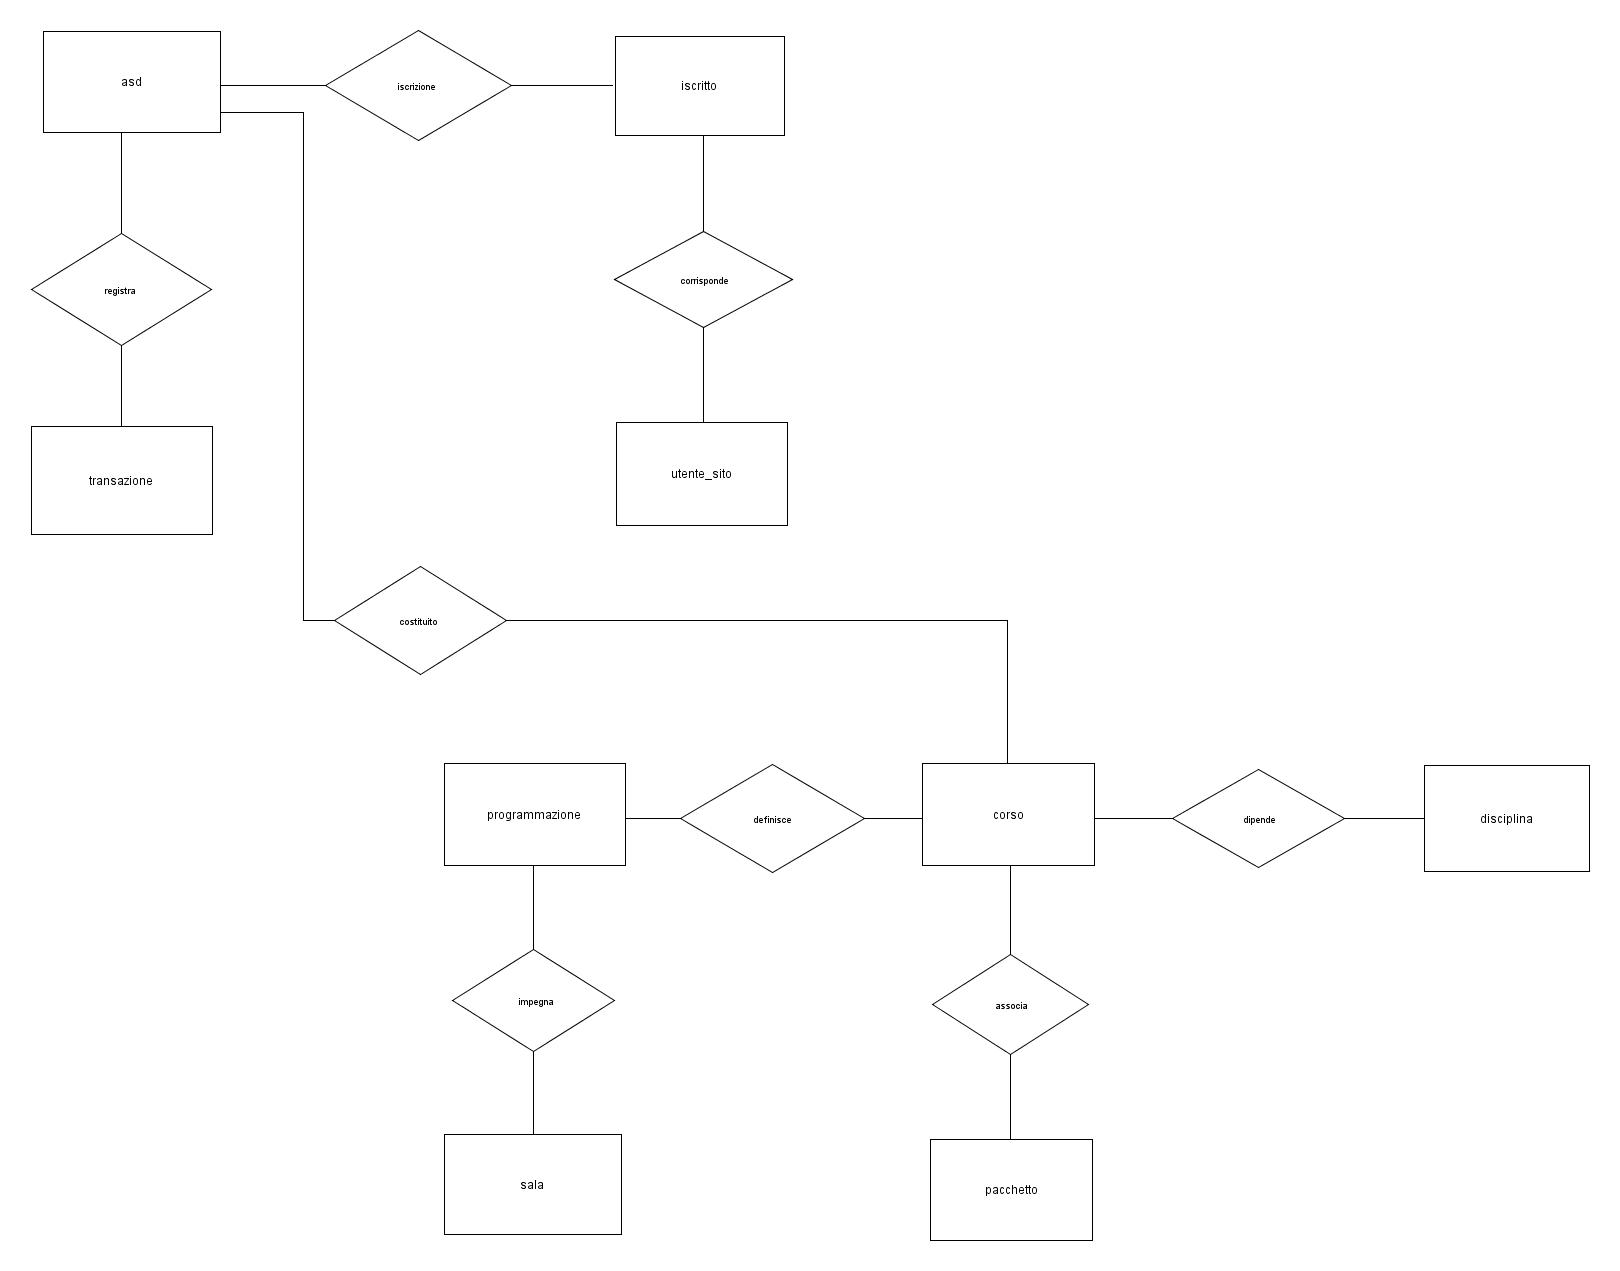 asd
iscrizione
iscritto
registra
corrisponde
transazione
utente_sito
costituito
programmazione
definisce
corso
dipende
disciplina
impegna
associa
sala
pacchetto